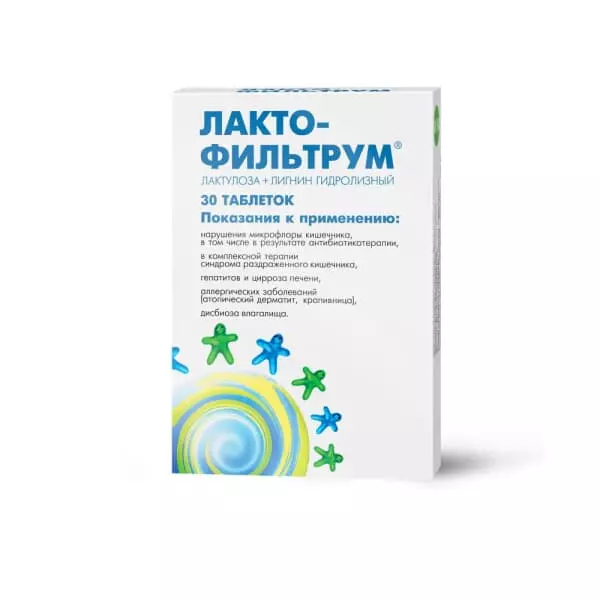 ФИЛЬТРУМ
ЛАКТО-
ФИЛЬТРУМ®
ЛАКТУЛОЗА+ЛИГНИН ГИДРОЛИЗНЫЙ
30 ТАБЛЕТОК
Показания к применению:
нарушения микрофлоры кишечника,
в том числе в результате антибиотикотерапии,
в комплексной терапии
синдрома раздраженного кишечника,
гепатитов и цирроза печени,
аллергических заболеваний
(атопический дерматит, крапивница),
дисбиоза влагалища.